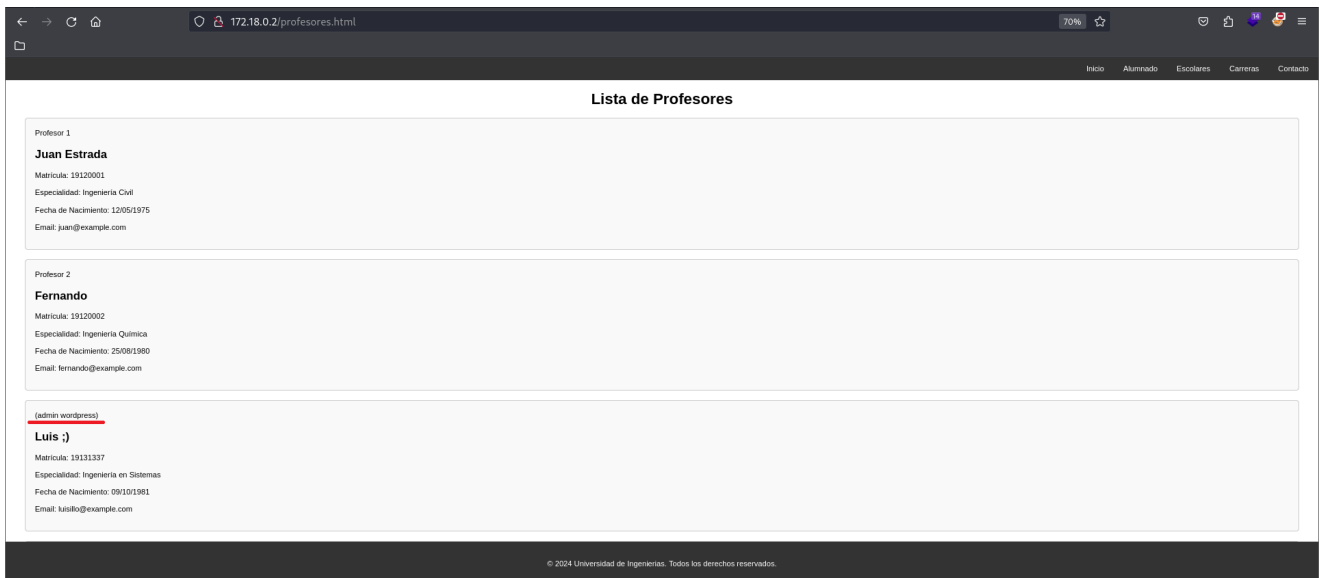 172.18.0.2/profesores.html
70%
14
Inicio Alumnado Escolares Carreras Contacto
Lista de Profesores
Profesor 1
Juan Estrada
Matrícula: 19120001
Especialidad: Ingeniería Civil
Fecha de Nacimiento: 12/05/1975
Email: juan@example.com
Profesor 2
Fernando
Matrícula: 19120002
Especialidad: Ingeniería Química
Fecha de Nacimiento: 25/08/1980
Email: fernando@example.com
(admin wordpress)
Luis ;)
Matrícula: 19131337
Especialidad: Ingeniería en Sistemas
Fecha de Nacimiento: 09/10/1981
Email: luisillo@example.com
© 2024 Universidad de Ingenierias. Todos los derechos reservados.